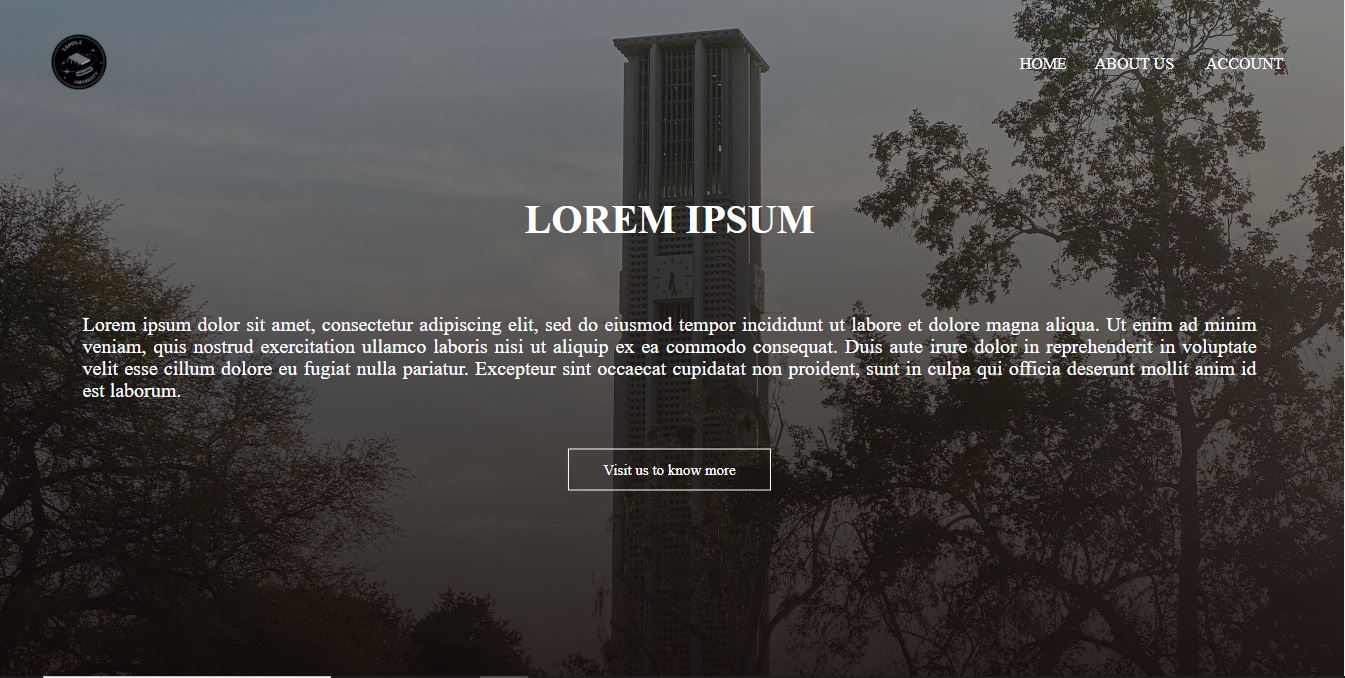 SAMPLE
UNIVERSITY
HOME ABOUT US ACCOUNT
LOREM IPSUM
Lorem ipsum dolor sit amet, consectetur adipiscing elit, sed do eiusmod tempor incididunt ut labore et dolore magna aliqua. Ut enim ad minim
veniam, quis nostrud exercitation ullamco laboris nisi ut aliquip ex ea commodo consequat. Duis aute irure dolor in reprehenderit in voluptate
velit esse cillum dolore eu fugiat nulla pariatur. Excepteur sint occaecat cupidatat non proident, sunt in culpa qui officia deserunt mollit anim id
est laborum.
Visit us to know more